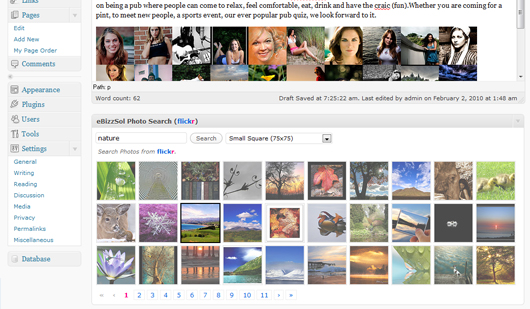 Links
Pages
Edit
Add New
My Page Order
Comments
Appearance
Plugins
Users
Tools
Settings
General
Writing
Reading
Discussion
Media
Privacy
Permalinks
Miscellaneous
Database
on being a pub where people can come to relax, feel comfortable, eat, drink and have the craic (fun).Whether you are coming for a
pint, to meet new people, a sports event, our ever popular pub quiz, we look forward to it.
Path: p
Word count: 62
Draft Saved at 7:25:22 am. Last edited by admin on February 2, 2010 at 1:48 am
eBizzSol Photo Search (flickr)
nature
Search
Small Square (75x75)
Search Photos from flickr.
« ‹ 1 2 3 4 5 6 7 8 9 10 11 › »